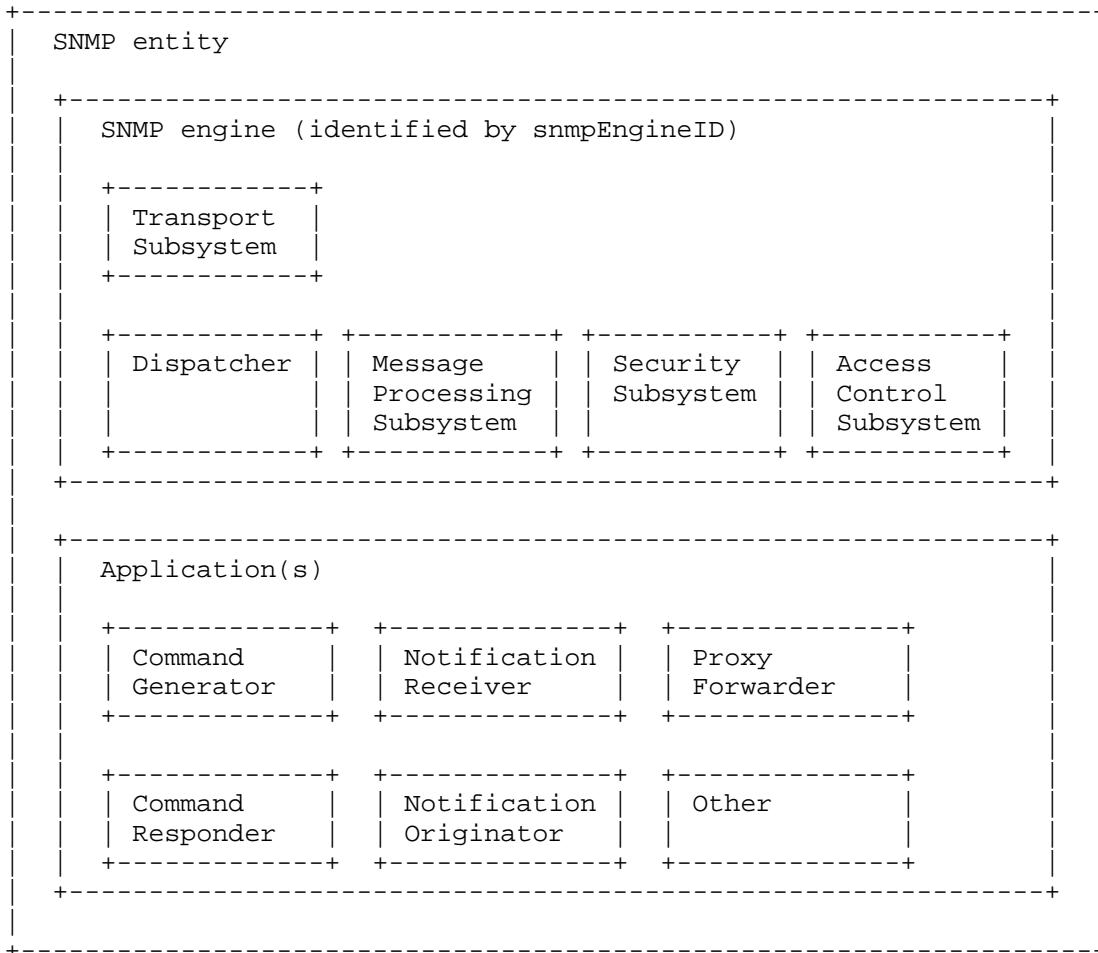 SNMP entity
SNMP engine (identified by snmpEngineID)
Transport
Subsystem
Dispatcher Message Security Access
Processing Subsystem Control
Subsystem Subsystem
Application(s)
Command Notification Proxy
Generator Receiver Forwarder
Command Notification Other
Responder Originator